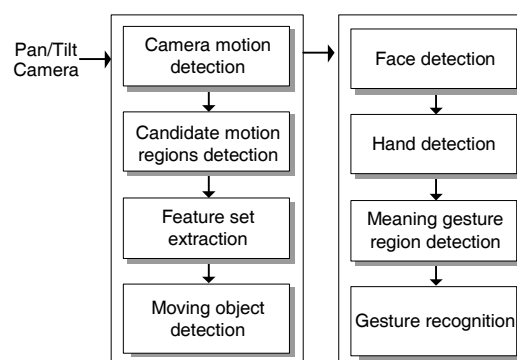 Pan/Tilt
Camera
Camera motion
detection
Candidate motion
regions detection
Feature set
extraction
Moving object
detection
Face detection
Hand detection
Meaning gesture
region detection
Gesture recognition